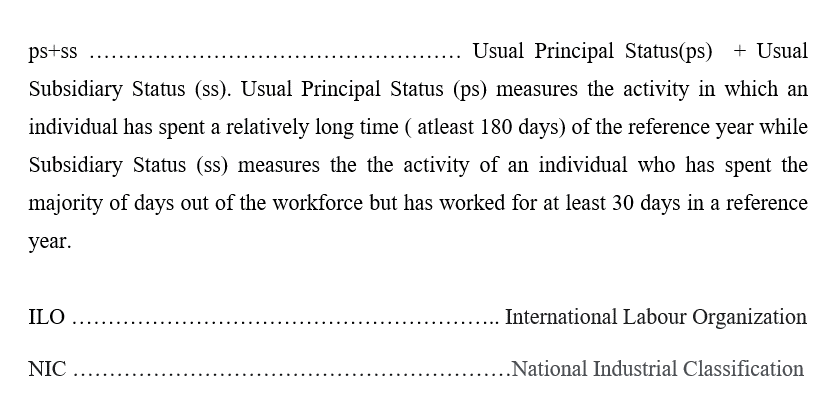 ps+ss ………………………………………….. Usual Principal Status(ps) + Usual
Subsidiary Status (ss). Usual Principal Status (ps) measures the activity in which an
individual has spent a relatively long time ( atleast 180 days) of the reference year while
Subsidiary Status (ss) measures the the activity of an individual who has spent the
majority of days out of the workforce but has worked for at least 30 days in a reference
year.
ILO ………………………………………………….. International Labour Organization
NIC ……………………………………………………National Industrial Classification